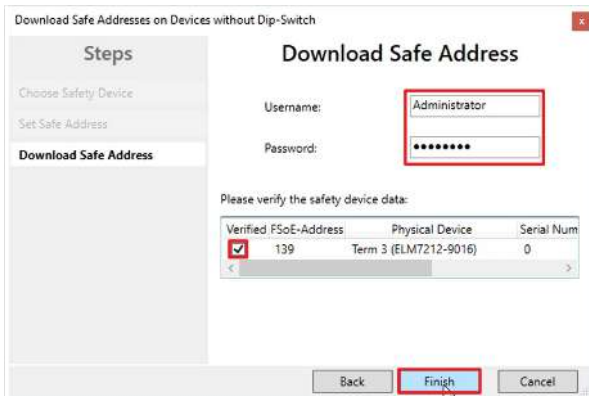 Download Safe Addresses on Devices without Dip-Switch
x
Steps
Choose Safety Device
Set Safe Address
Download Safe Address
Download Safe Address
Username:
Administrator
Password:
••••••••
Please verify the safety device data:
Verified FSoE-Address Physical Device Serial Num
139 Term 3 (ELM7212-9016) 0
Back Finish Cancel